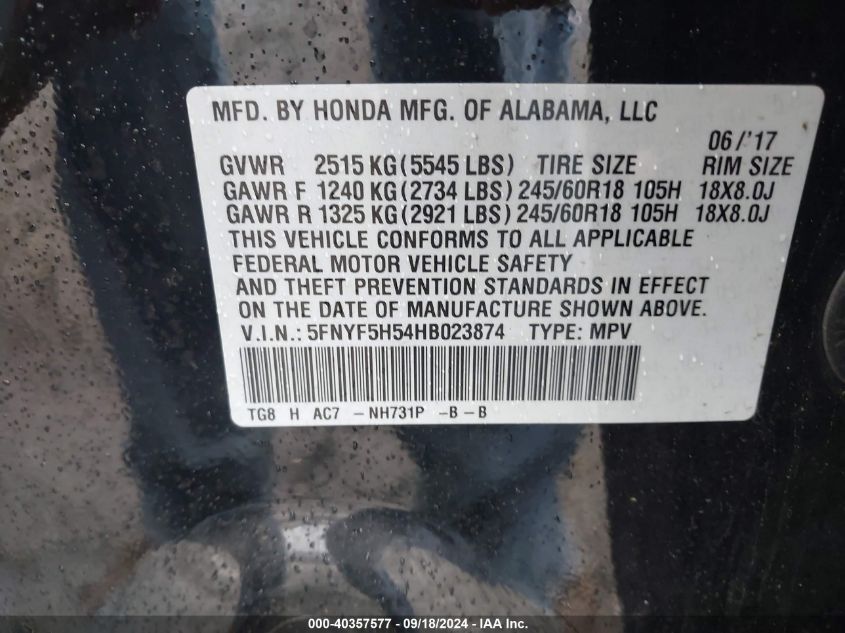 MFD. BY HONDA MFG. OF ALABAMA, LLC
06/'17
GVWR 2515 KG (5545 LBS) TIRE SIZE RIM SIZE
GAWR F 1240 KG (2734 LBS) 245/60R18 105H 18X8.0J
GAWR R 1325 KG (2921 LBS) 245/60R18 105H 18X8.0J
THIS VEHICLE CONFORMS TO ALL APPLICABLE
FEDERAL MOTOR VEHICLE SAFETY
AND THEFT PREVENTION STANDARDS IN EFFECT
ON THE DATE OF MANUFACTURE SHOWN ABOVE.
V.I.N.: 5FNYF5H54HB023874 TYPE: MPV
TG8 H AC7 -NH731P -B-B
000-40357577 - 09/18/2024 - IAA Inc.